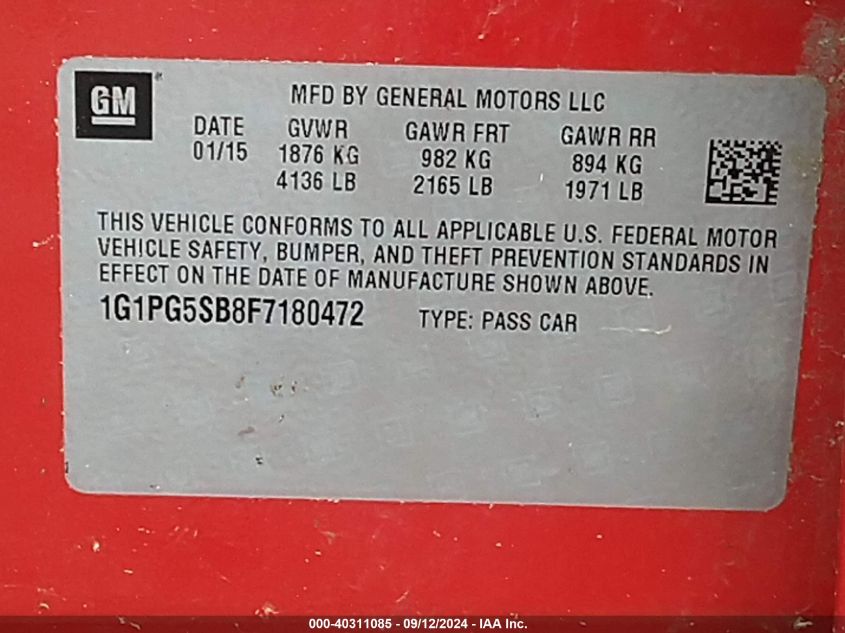 GM
MFD BY GENERAL MOTORS LLC
DATE GVWR GAWR FRT GAWR RR
01/15 1876 KG 982 KG 894 KG
4136 LB 2165 LB 1971 LB
THIS VEHICLE CONFORMS TO ALL APPLICABLE U.S. FEDERAL MOTOR
VEHICLE SAFETY, BUMPER, AND THEFT PREVENTION STANDARDS IN
EFFECT ON THE DATE OF MANUFACTURE SHOWN ABOVE.
1G1PG5SB8F7180472 TYPE: PASS CAR
000-40311085 - 09/12/2024 - IAA Inc.